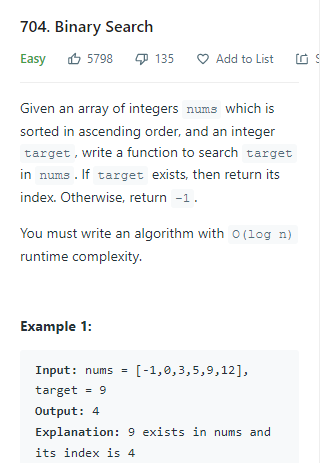 704. Binary Search
Easy 5798 135 Add to List
Given an array of integers nums which is
sorted in ascending order, and an integer
target, write a function to search target
in nums. If target exists, then return its
index. Otherwise, return -1.
You must write an algorithm with O(log n)
runtime complexity.
Example 1:
Input: nums = [-1,0,3,5,9,12],
target = 9
Output: 4
Explanation: 9 exists in nums and
its index is 4